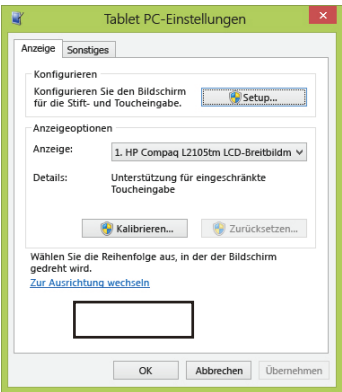 Tablet PC-Einstellungen
Anzeige Sonstiges
Konfigurieren
Konfigurieren Sie den Bildschirm
für die Stift- und Toucheingabe.
Setup...
Anzeigeoptionen
Anzeige:
1. HP Compaq L2105tm LCD-Breitbildm
Details:
Unterstützung für eingeschränkte
Toucheingabe
Kalibrieren... Zurücksetzen...
Wählen Sie die Reihenfolge aus, in der der Bildschirm
gedreht wird.
Zur Ausrichtung wechseln
OK Abbrechen Übernehmen